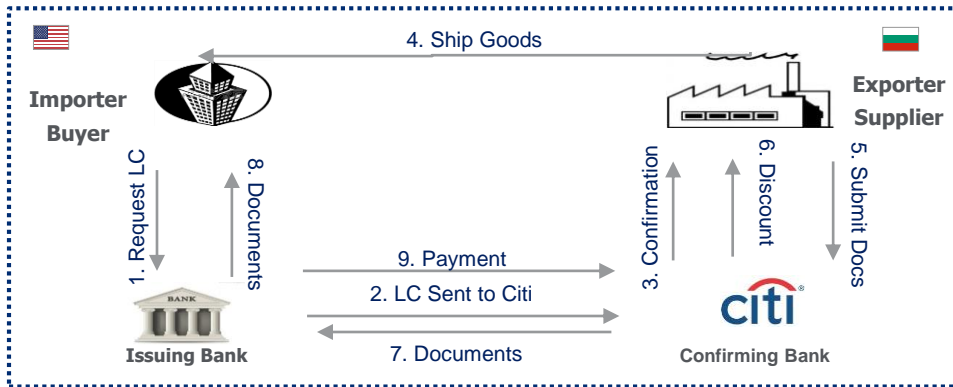 4. Ship Goods
Importer
Buyer
Exporter
Supplier
1. Request LC
8. Documents
3. Confirmation
6. Discount
5. Submit Docs
9. Payment
2. LC Sent to Citi
7. Documents
BANK
Issuing Bank
citi
Confirming Bank